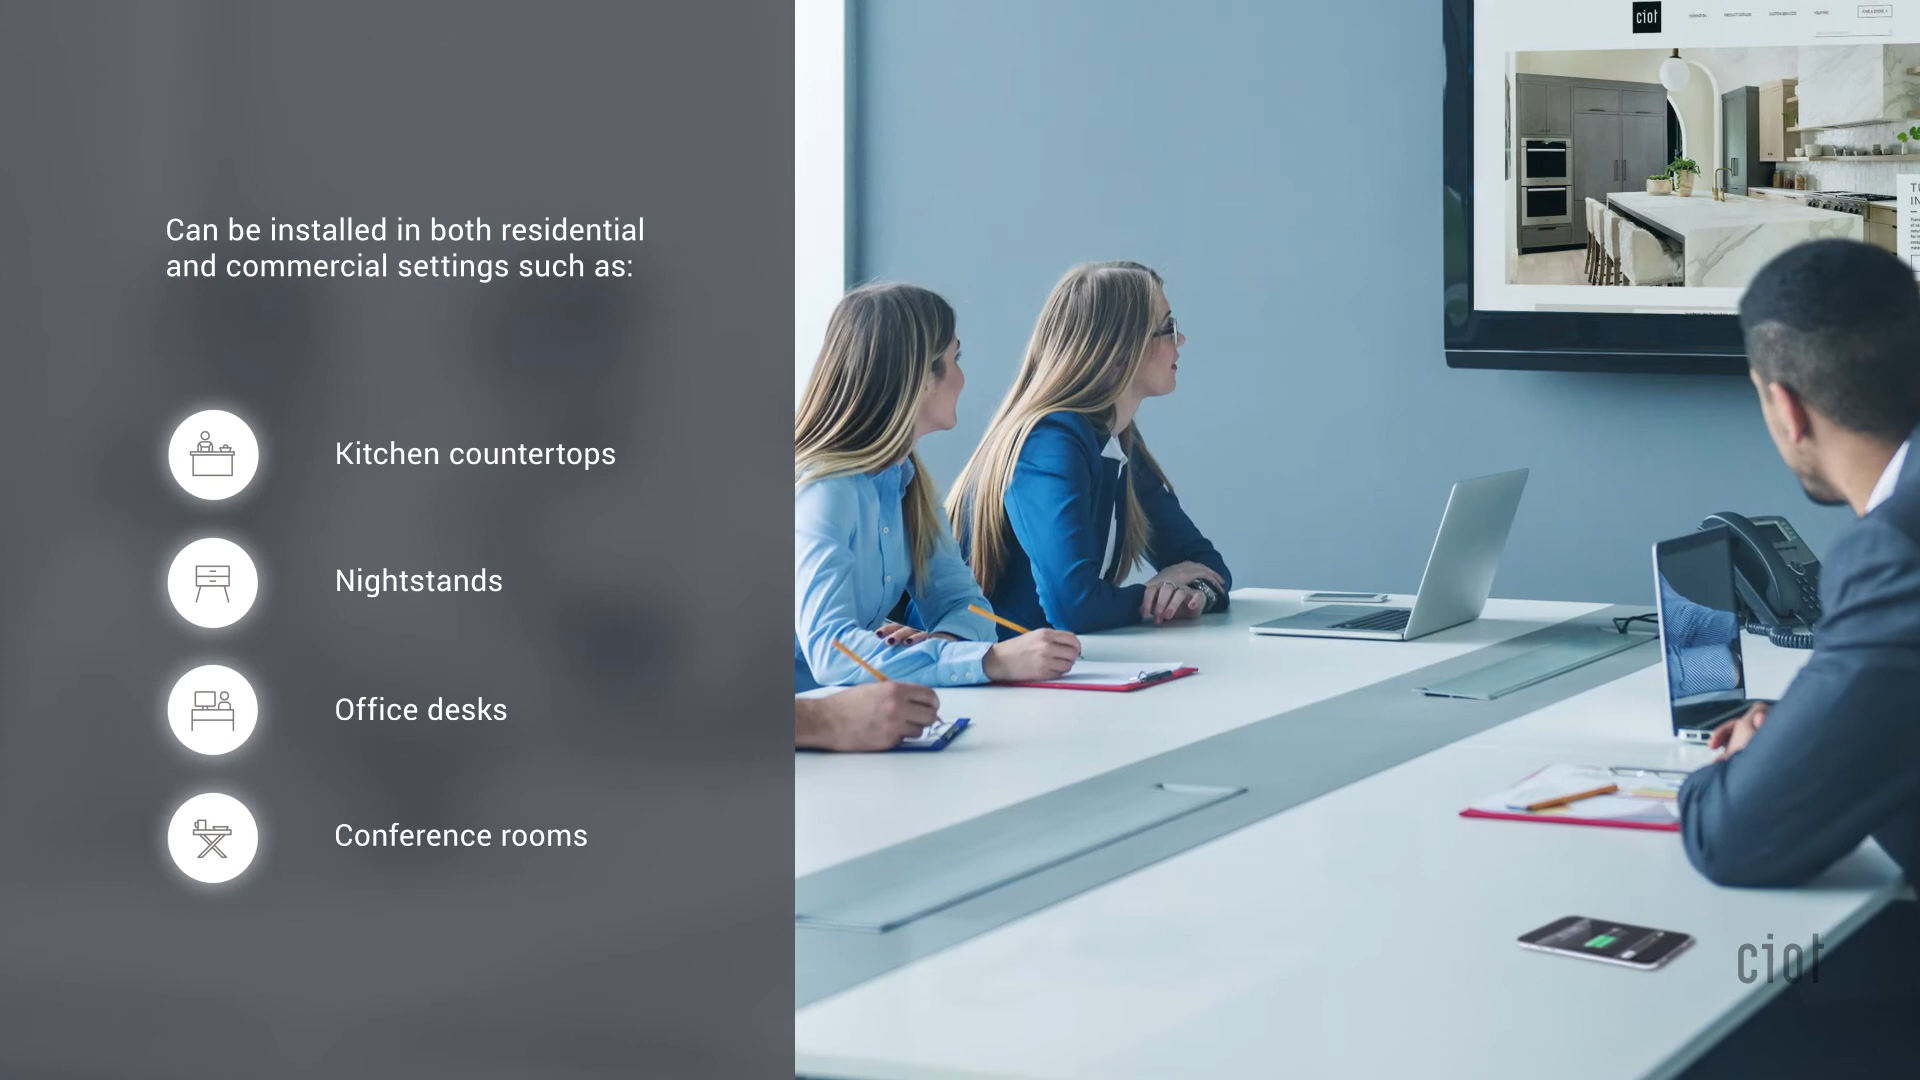 Can be installed in both residential
and commercial settings such as:
Kitchen countertops
Nightstands
Office desks
Conference rooms
ciot
ciot